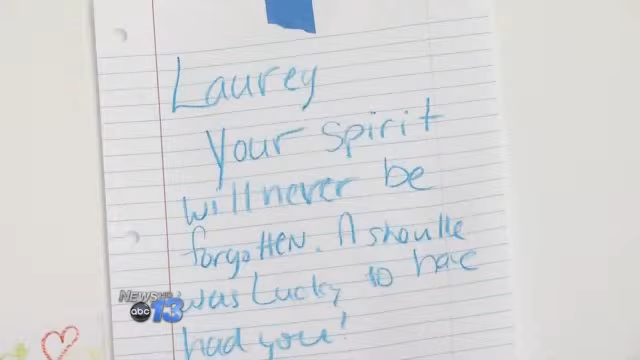 Laurey
Your spirit
will never be
forgotten.
was Lucky to have
had you!
News
abc 13